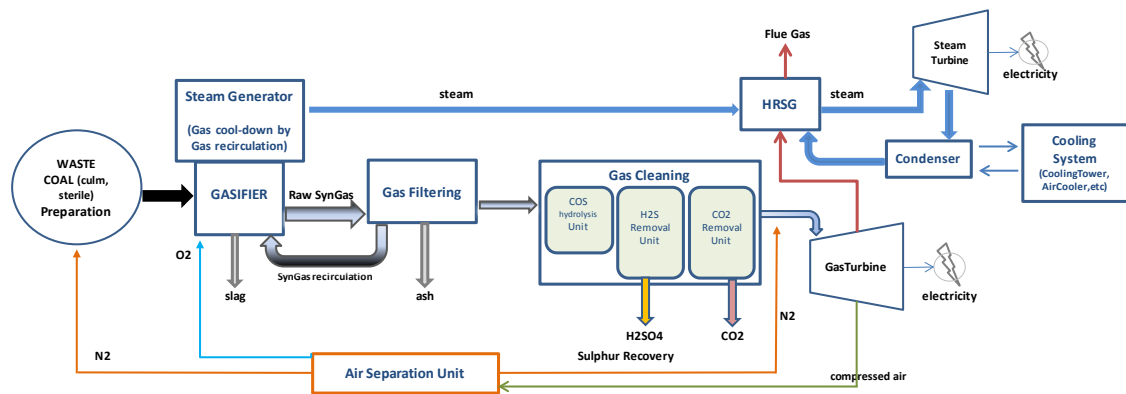 Flue Gas
Steam
Turbine
electricity
Steam Generator
(Gas cool-down by
Gas recirculation)
steam
HRSG
steam
WASTE
COAL (culm,
sterile)
Preparation
GASIFIER
Raw SynGas
Gas Filtering
Gas Cleaning
COS
hydrolysis
Unit
H2S
Removal
Unit
CO2
Removal
Unit
Condenser
Cooling
System
(CoolingTower,
AirCooler,etc)
O2
SynGas recirculation
GasTurbine
electricity
slag
ash
H2SO4
CO2
N2
Sulphur Recovery
N2
Air Separation Unit
compressed air